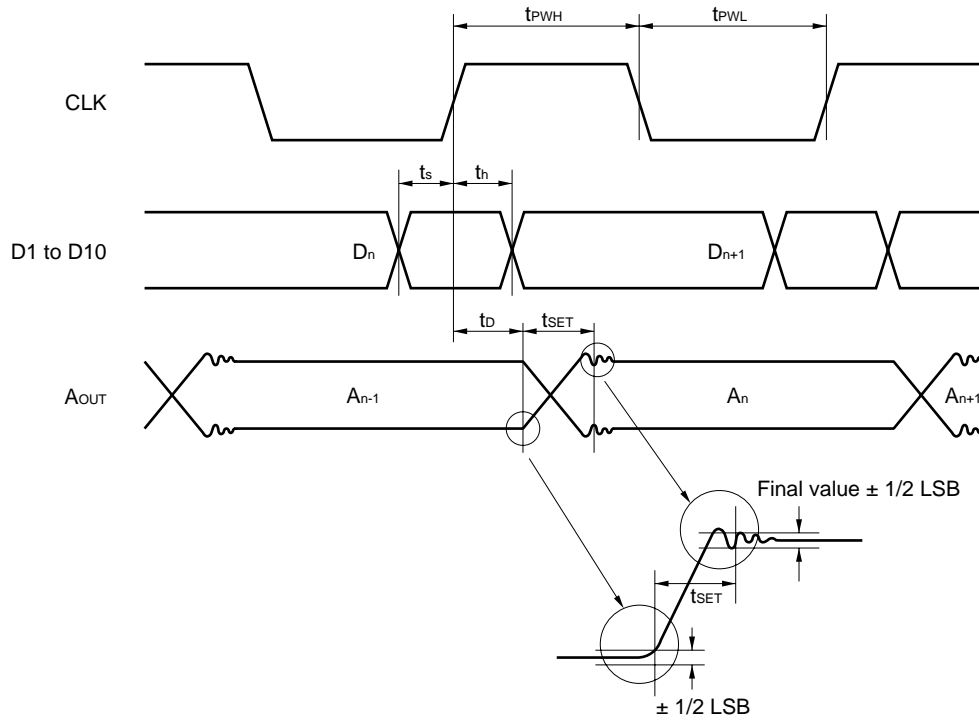 tPWH tPWL
CLK
ts th
D1 to D10 Dn Dn+1
tD tSET
AOUT An-1 An An+1
Final value ± 1/2 LSB
tSET
± 1/2 LSB